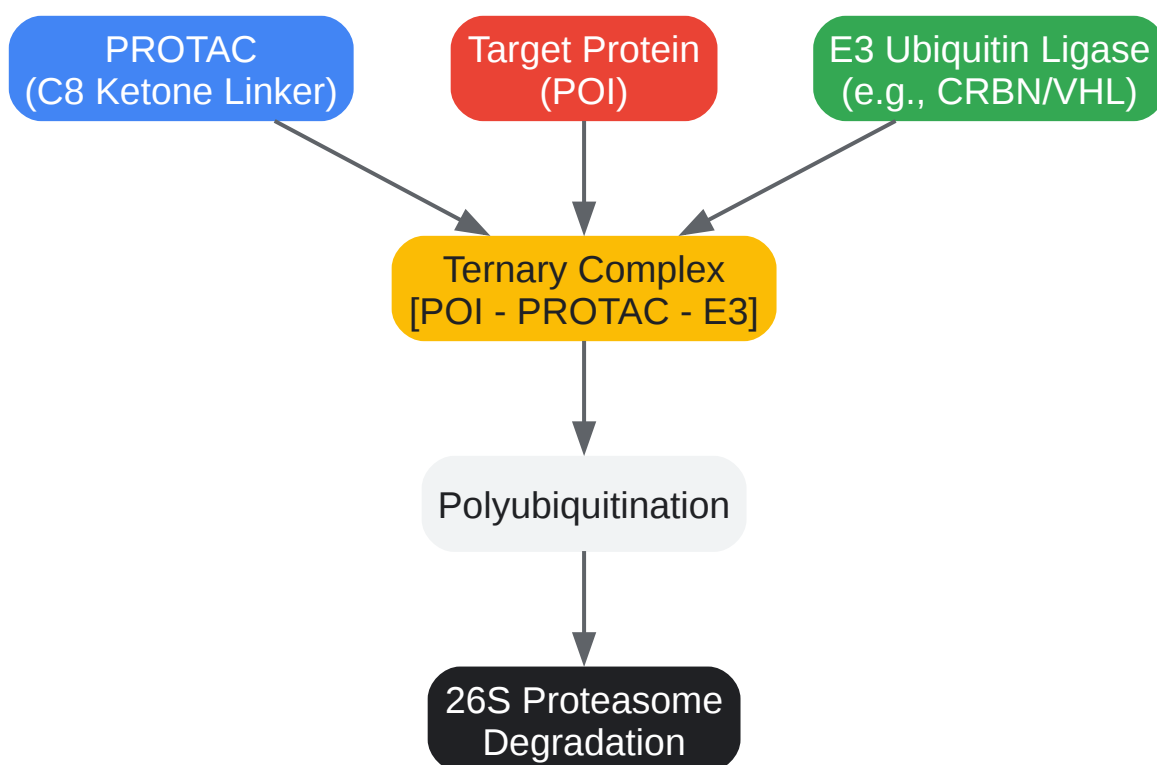 PROTAC
(C8 Ketone Linker)
Target Protein
(POI)
E3 Ubiquitin Ligase
(e.g., CRBN/VHL)
Ternary Complex
[POI - PROTAC - E3]
Polyubiquitination
26S Proteasome
Degradation